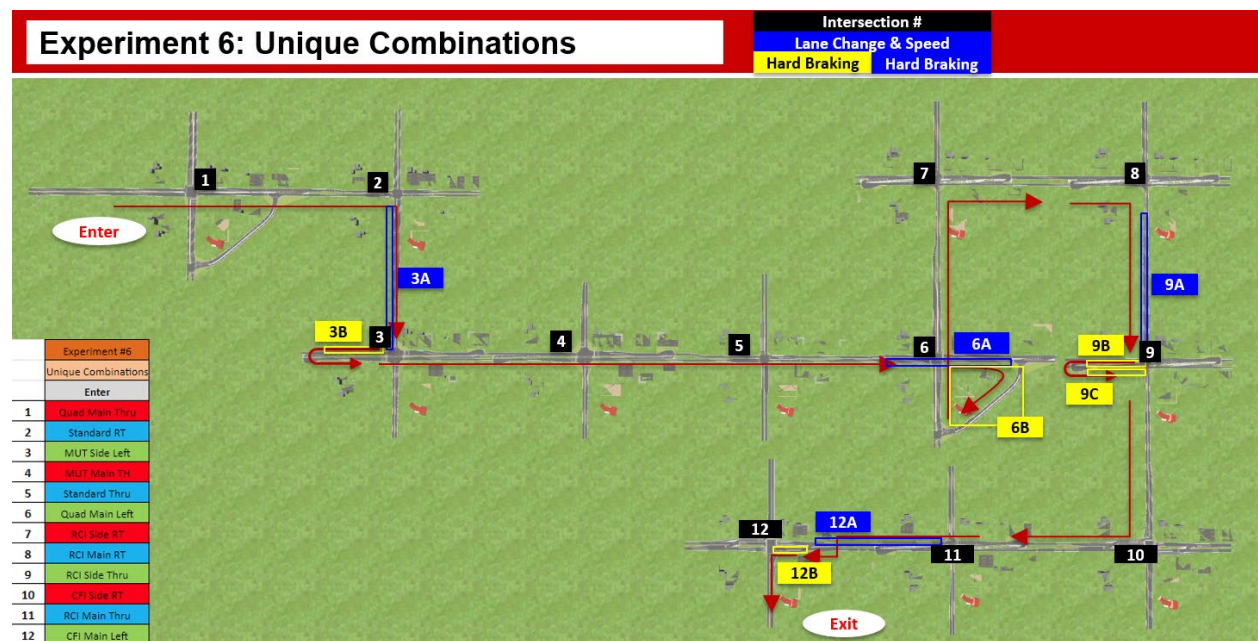 Experiment 6: Unique Combinations
Intersection #
Lane Change & Speed
Hard Braking Hard Braking
1
2
7
8
Enter
3A
9A
3B
3
4
5
6
6A
9B
9
9C
6B
12
12A
11
10
12B
Exit
Experiment #6
Unique Combinations
Enter
1 Quad Main Thru
2 Standard RT
3 MUT Side Left
4 MUT Main TH
5 Standard Thru
6 Quad Main Left
7 RCI Side RT
8 RCI Main RT
9 RCI Side Thru
10 CFI Side RT
11 RCI Main Thru
12 CFI Main Left